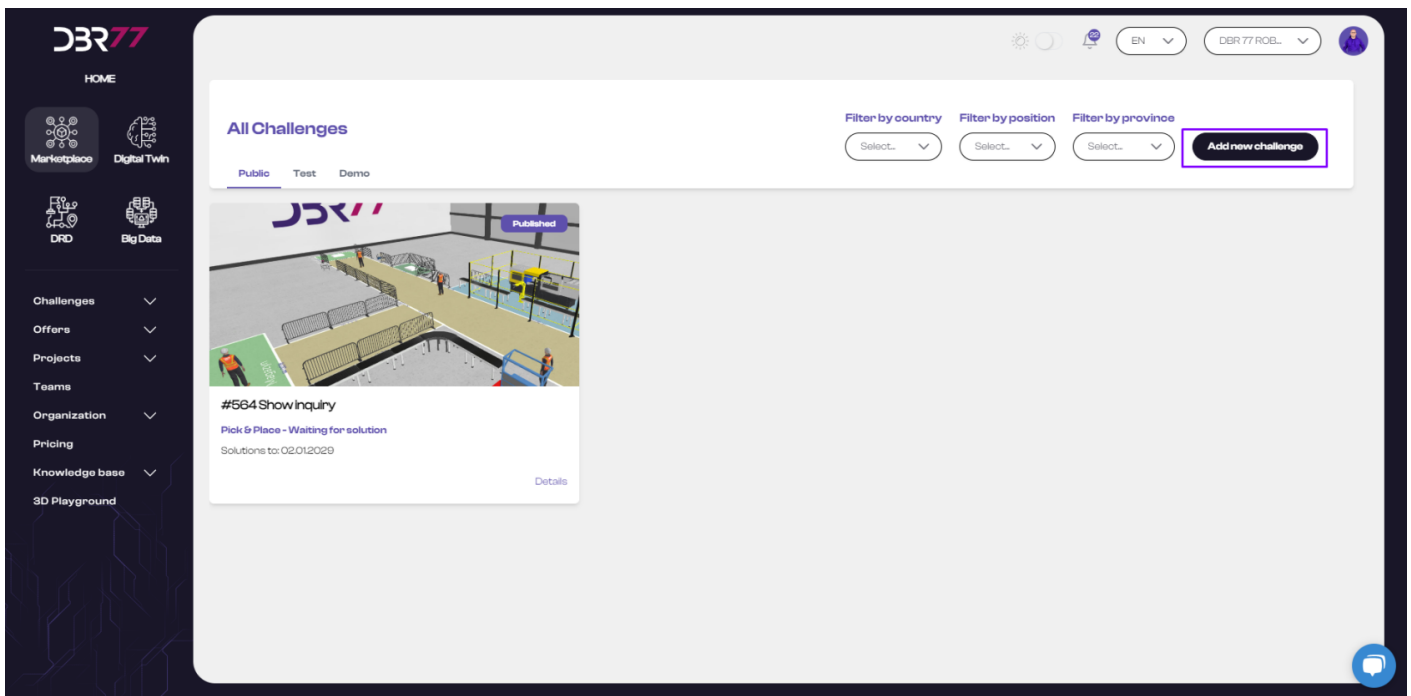 DBR77
HOME
Marketplace
Digital Twin
DRD
Big Data
Challenges
Offers
Projects
Teams
Organization
Pricing
Knowledge base
3D Playground
22
EN
DBR 77 ROB...
All Challenges
Filter by country
Filter by position
Filter by province
Select...
Select...
Select...
Add new challenge
Public
Test
Demo
DBR77
Published
#564 Show inquiry
Pick & Place - Waiting for solution
Solutions to: 02.01.2029
Details